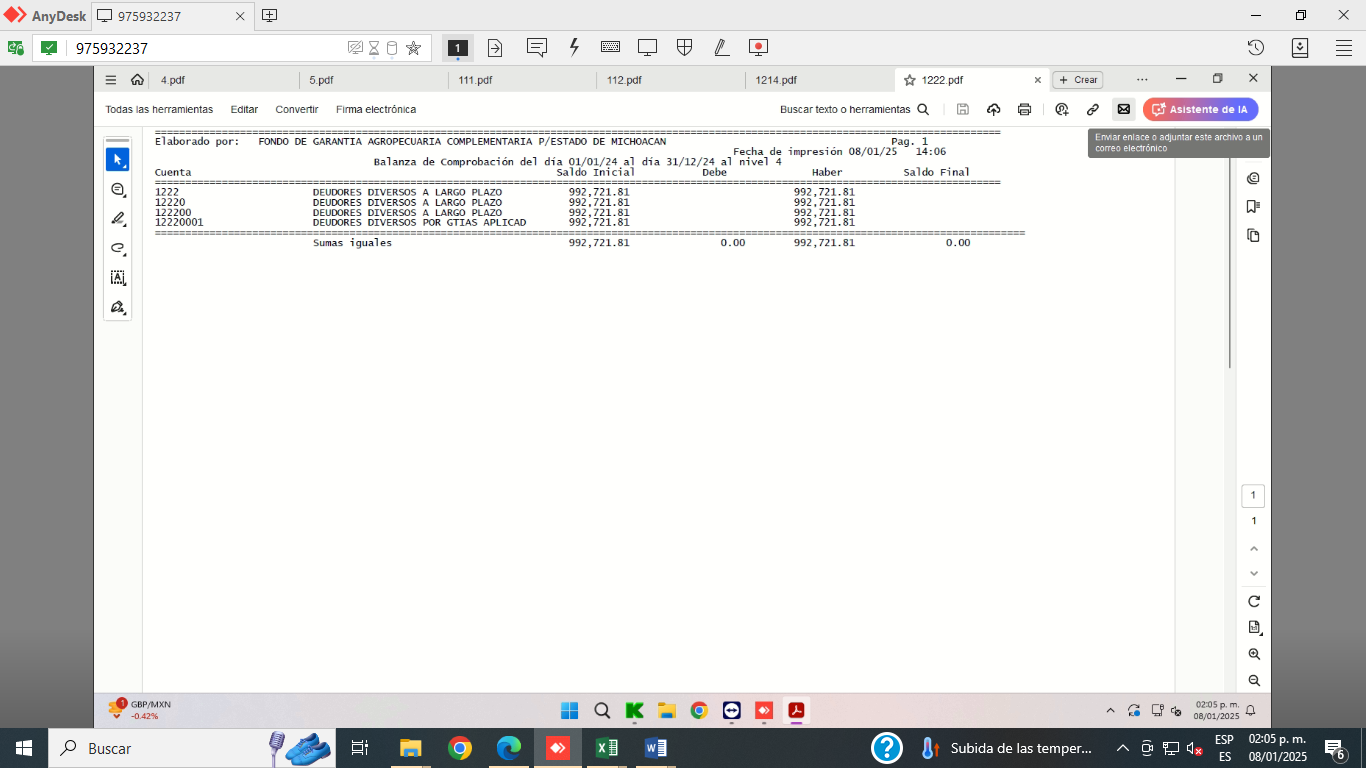 AnyDesk
975932237
975932237
1
4.pdf
5.pdf
111.pdf
112.pdf
1214.pdf
1222.pdf
Crear
Todas las herramientas
Editar
Convertir
Firma electrónica
Buscar texto o herramientas
Asistente de IA
Enviar enlace o adjuntar este archivo a un
correo electrónico
Elaborado por: FONDO DE GARANTIA AGROPECUARIA COMPLEMENTARIA P/ESTADO DE MICHOACAN Pag. 1
Fecha de impresión 08/01/25 14:06
Balanza de Comprobación del día 01/01/24 al día 31/12/24 al nivel 4
Cuenta Saldo Inicial Debe Haber Saldo Final
1222 DEUDORES DIVERSOS A LARGO PLAZO 992,721.81 992,721.81
12220 DEUDORES DIVERSOS A LARGO PLAZO 992,721.81 992,721.81
122200 DEUDORES DIVERSOS A LARGO PLAZO 992,721.81 992,721.81
12220001 DEUDORES DIVERSOS POR GTIAS APLICAD 992,721.81 992,721.81
Sumas iguales 992,721.81 0.00 992,721.81 0.00
1
1
1
GBP/MXN
-0.42%
02:05 p. m.
08/01/2025
Buscar
Subida de las temper...
ESP
ES
02:05 p. m.
08/01/2025
6